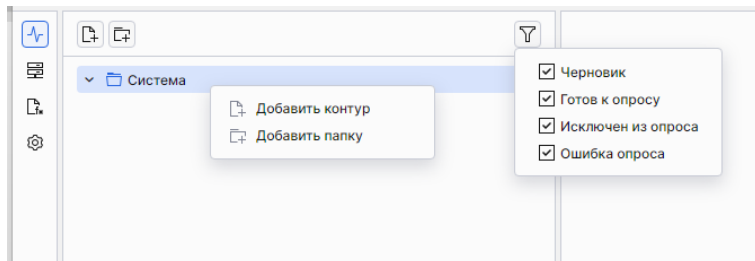 Система
Добавить контур
Добавить папку
Черновик
Готов к опросу
Исключен из опроса
Ошибка опроса